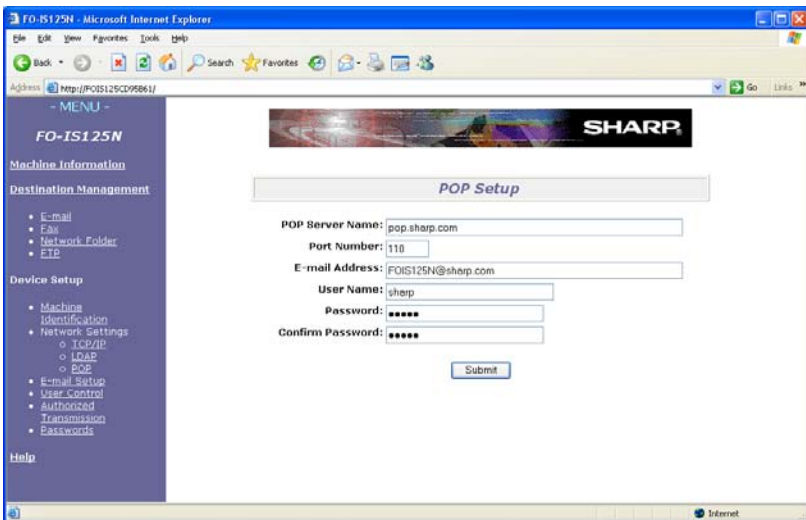 FO-IS125N - Microsoft Internet Explorer
File Edit View Favorites Tools Help
Back Search Favorites
Address http://FOIS125CD95B61/ Go Links »
- MENU -
FO-IS125N
Machine Information
Destination Management
E-mail
Fax
Network Folder
FTP
Device Setup
Machine
Identification
Network Settings
TCP/IP
LDAP
POP
E-mail Setup
User Control
Authorized
Transmission
Passwords
Help
SHARP
POP Setup
POP Server Name: pop.sharp.com
Port Number: 110
E-mail Address: FOIS125N@sharp.com
User Name: sharp
Password: •••••
Confirm Password: •••••
Submit
Internet